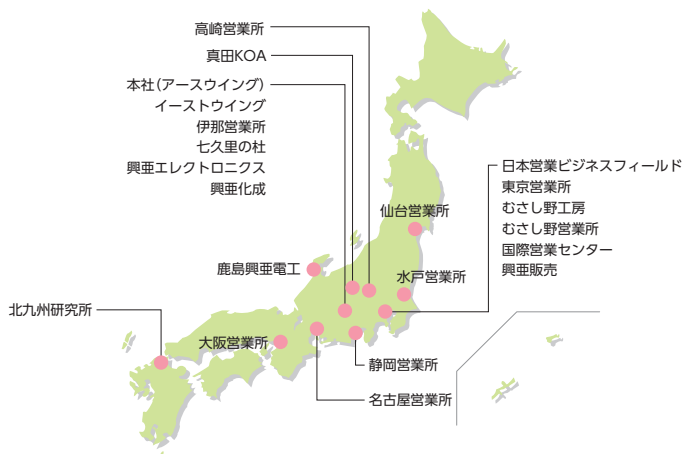 高崎営業所
真田KOA
本社（アースウイング）
イーストウイング
伊那営業所
七久里の杜
興亜エレクトロニクス
興亜化成
日本営業ビジネスフィールド
東京営業所
むさし野工房
むさし野営業所
国際営業センター
興亜販売
仙台営業所
鹿島興亜電工
水戸営業所
北九州研究所
大阪営業所
静岡営業所
名古屋営業所